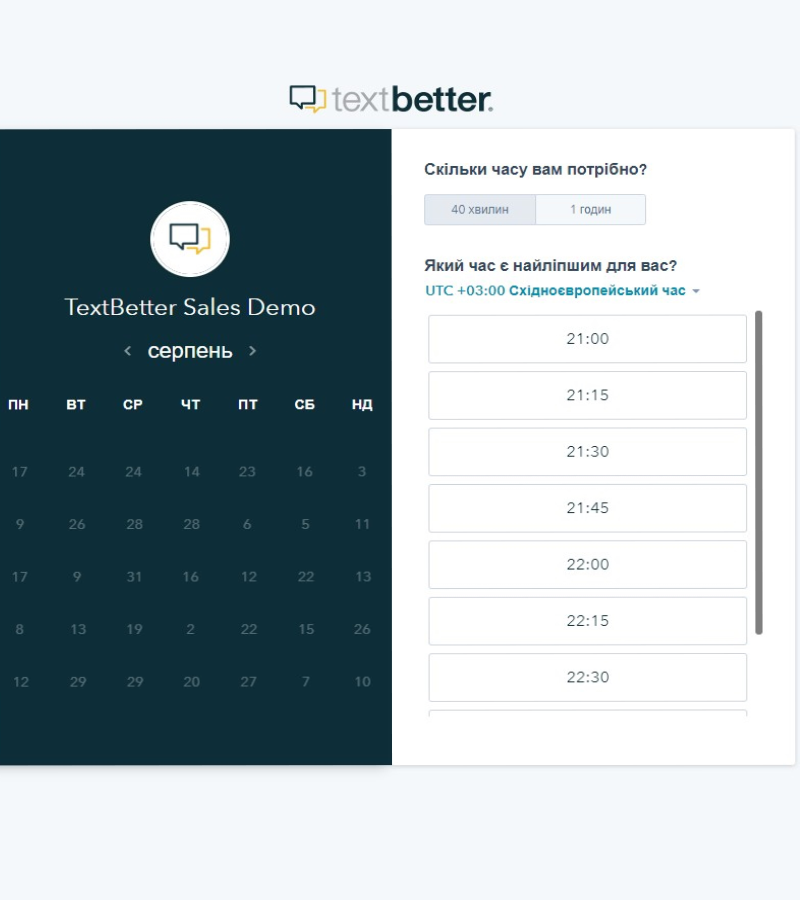 textbetter.
TextBetter Sales Demo
серпень
ПН ВТ СР ЧТ ПТ СБ НД
17 24 24 14 23 16 3
9 26 28 28 6 5 11
17 9 31 16 12 22 13
8 13 19 2 22 15 26
12 29 29 20 27 7 10
Скільки часу вам потрібно?
40 хвилин 1 годин
Який час є найліпшим для вас?
UTC +03:00 Східноєвропейський час
21:00
21:15
21:30
21:45
22:00
22:15
22:30